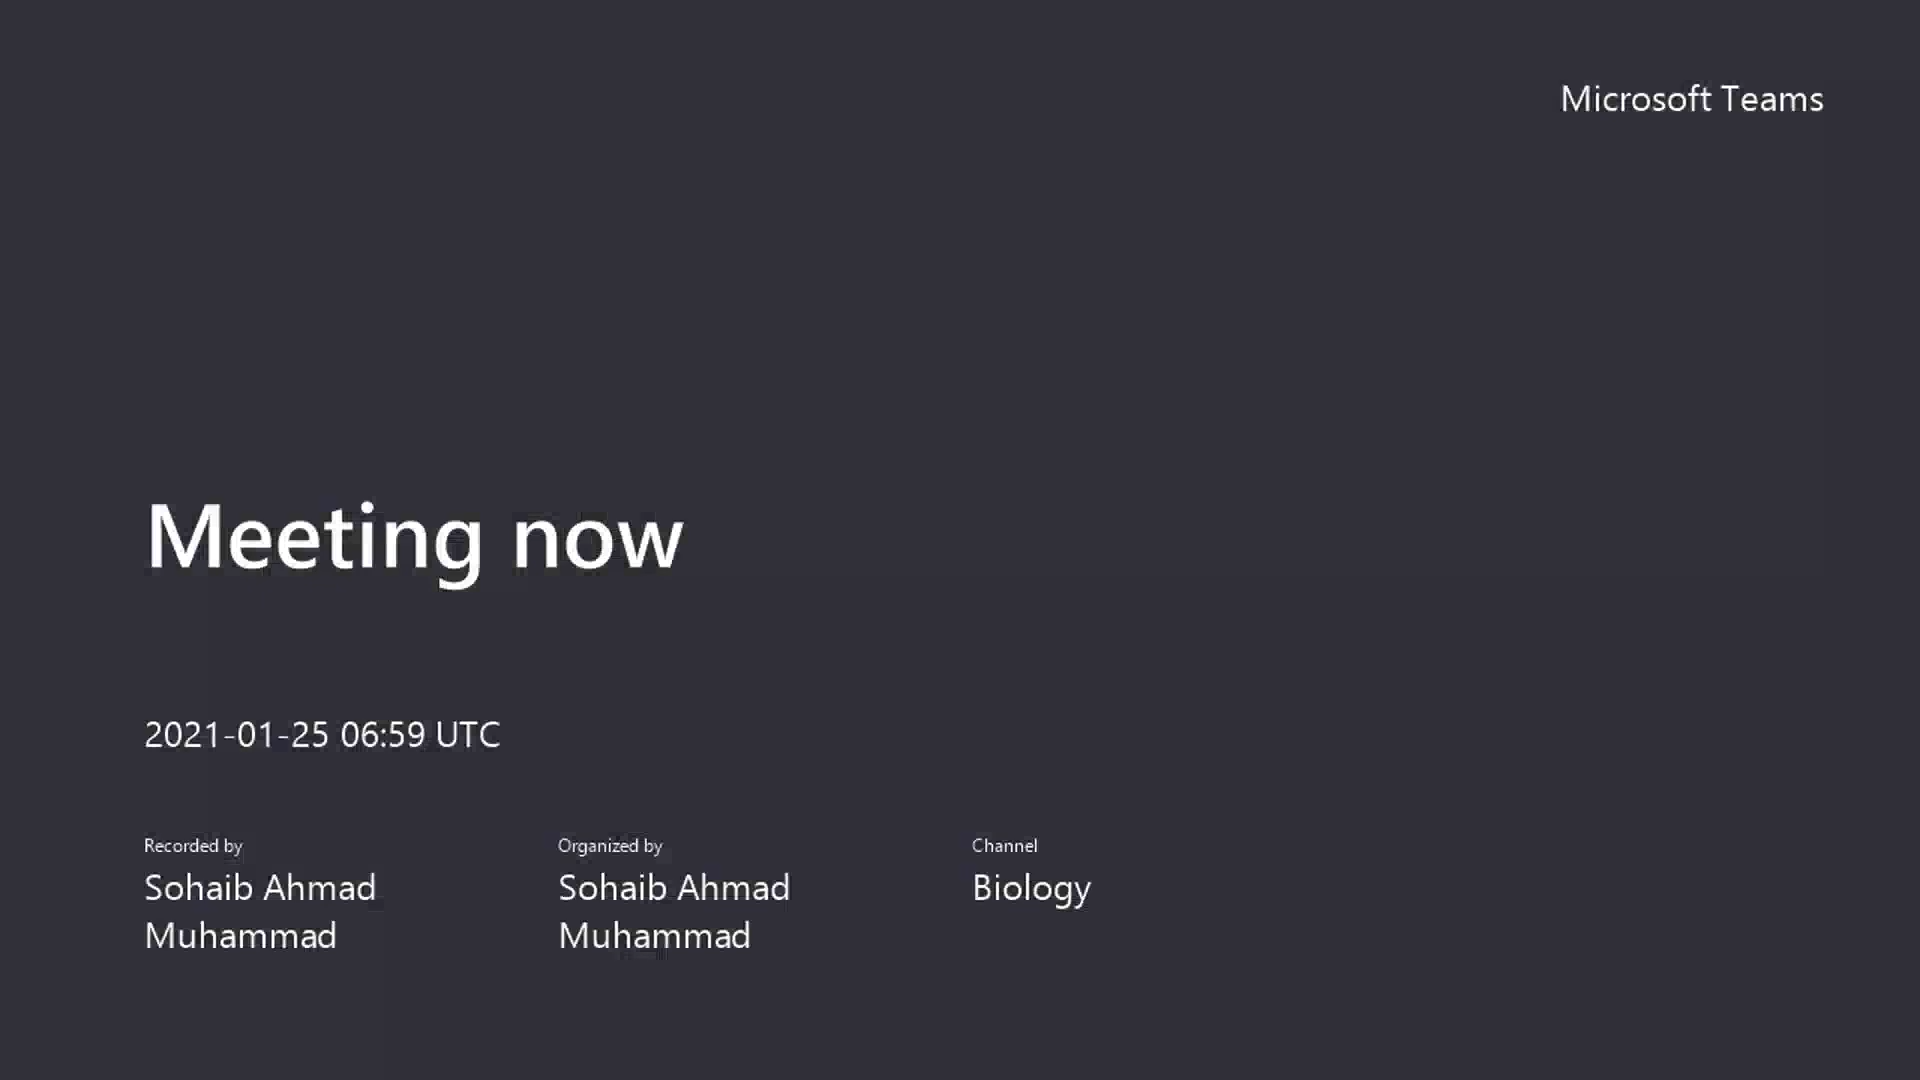 Microsoft Teams
Meeting now
2021-01-25 06:59 UTC
Recorded by
Sohaib Ahmad
Muhammad
Organized by
Sohaib Ahmad
Muhammad
Channel
Biology